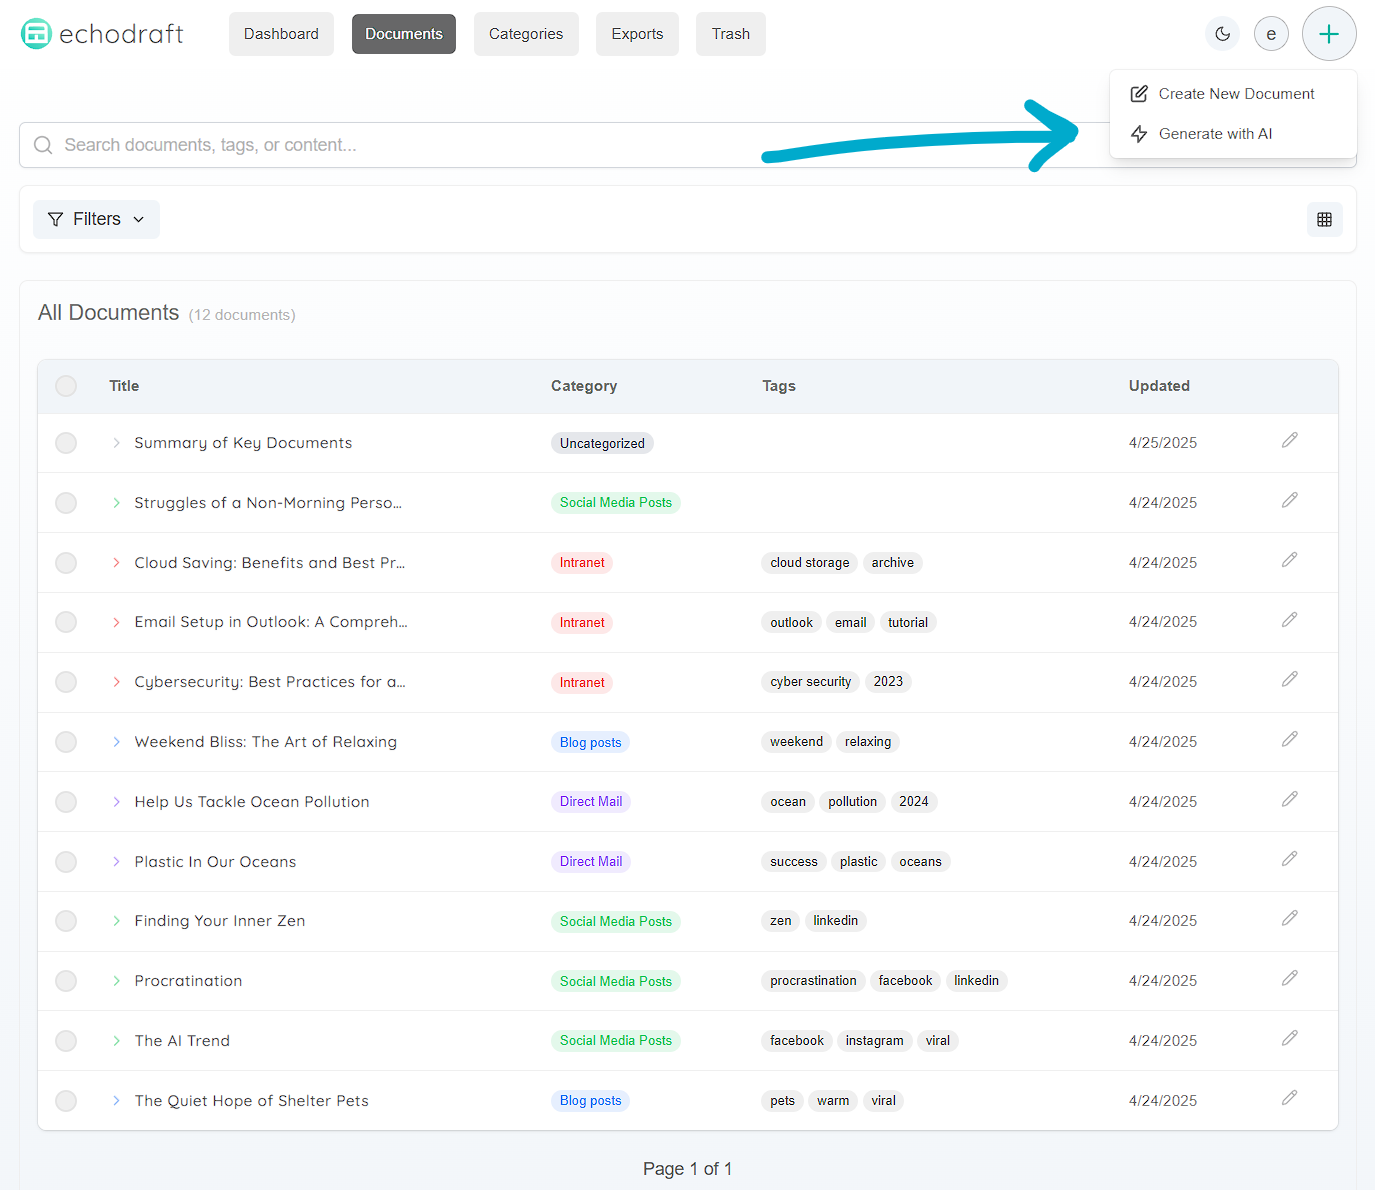 echodraft Dashboard Documents Categories Exports Trash e
Create New Document
Generate with AI
Search documents, tags, or content...
Filters
All Documents (12 documents)
Title Category Tags Updated
Summary of Key Documents Uncategorized 4/25/2025
Struggles of a Non-Morning Perso... Social Media Posts 4/24/2025
Cloud Saving: Benefits and Best Pr... Intranet cloud storage archive 4/24/2025
Email Setup in Outlook: A Compreh... Intranet outlook email tutorial 4/24/2025
Cybersecurity: Best Practices for a... Intranet cyber security 2023 4/24/2025
Weekend Bliss: The Art of Relaxing Blog posts weekend relaxing 4/24/2025
Help Us Tackle Ocean Pollution Direct Mail ocean pollution 2024 4/24/2025
Plastic In Our Oceans Direct Mail success plastic oceans 4/24/2025
Finding Your Inner Zen Social Media Posts zen linkedin 4/24/2025
Procratination Social Media Posts procrastination facebook linkedin 4/24/2025
The AI Trend Social Media Posts facebook instagram viral 4/24/2025
The Quiet Hope of Shelter Pets Blog posts pets warm viral 4/24/2025
Page 1 of 1